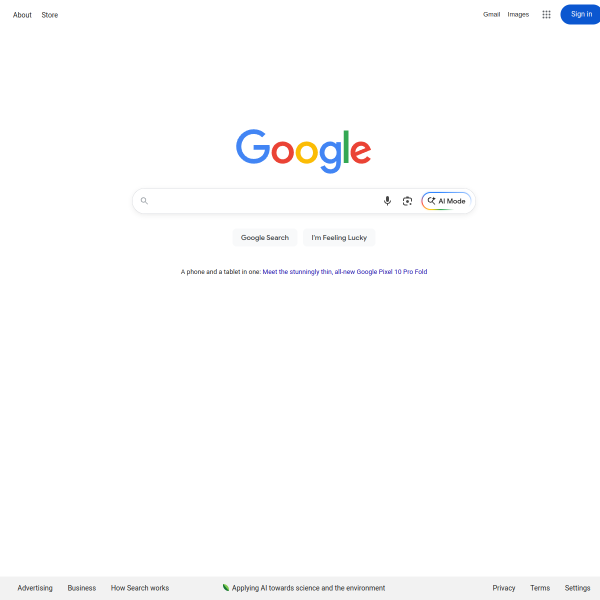 About Store Gmail Images Sign in
Google
AI Mode
Google Search I'm Feeling Lucky
A phone and a tablet in one: Meet the stunningly thin, all-new Google Pixel 10 Pro Fold
Advertising Business How Search works Applying AI towards science and the environment Privacy Terms Settings